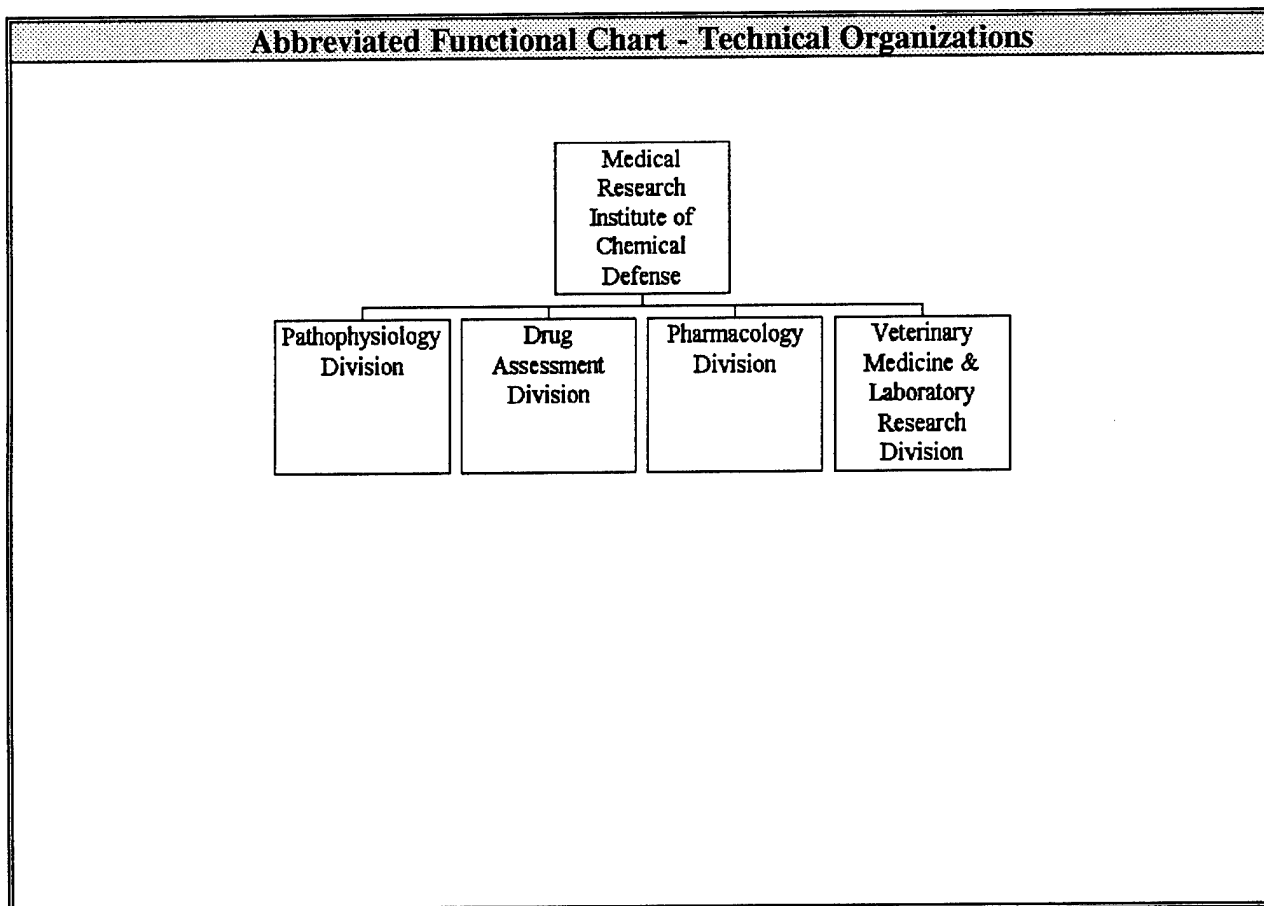 Abbreviated Functional Chart - Technical Organizations
Medical
Research
Institute of
Chemical
Defense
Pathophysiology
Division
Drug
Assessment
Division
Pharmacology
Division
Veterinary
Medicine &
Laboratory
Research
Division